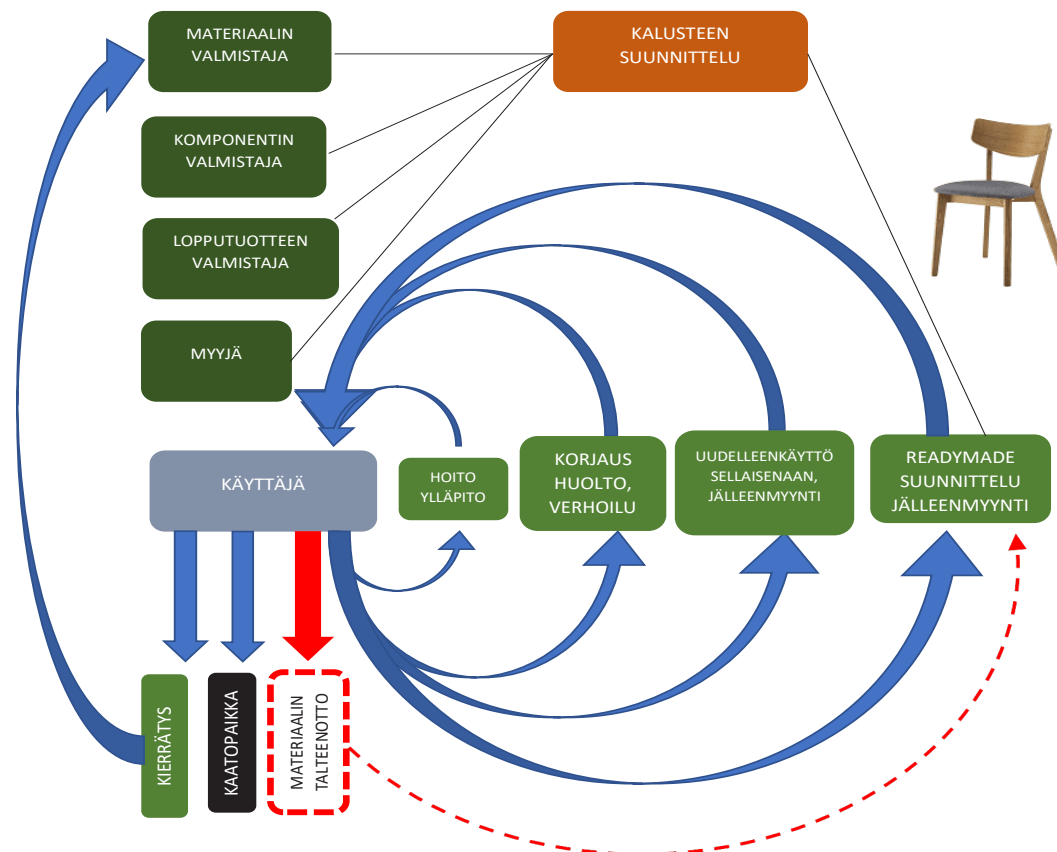 MATERIAALIN
VALMISTAJA
KALUSTEEN
SUUNNITTELU
KOMPONENTIN
VALMISTAJA
LOPPUTUOTTEEN
VALMISTAJA
MYYJÄ
KÄYTTÄJÄ
HOITO
YLLÄPITO
KORJAUS
HUOLTO,
VERHOILU
UUDELLEENKÄYTTÖ
SELLAISENAAN,
JÄLLEENMYYNTI
READYMADE
SUUNNITTELU
JÄLLEENMYYNTI
KIERRÄTYS
KAATOPAIKKA
MATERIAALIN
TALTEENOTTO